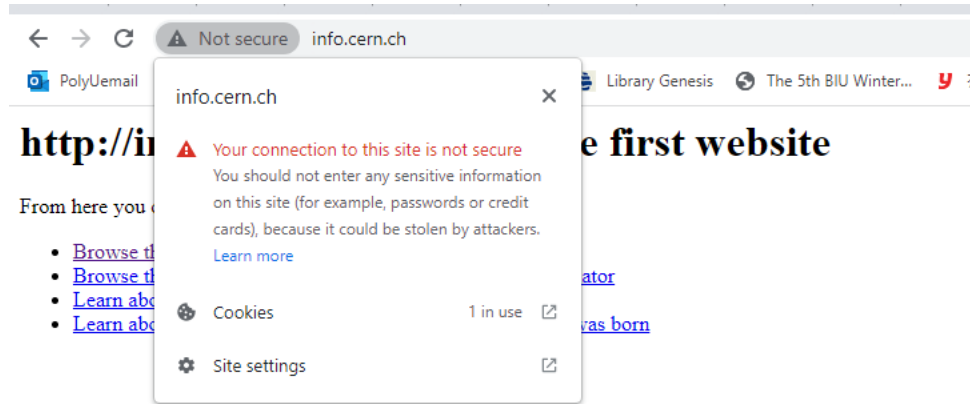 Not secure info.cern.ch
PolyUemail Library Genesis The 5th BIU Winter...
info.cern.ch
http://i e first website
Your connection to this site is not secure
You should not enter any sensitive information
on this site (for example, passwords or credit
cards), because it could be stolen by attackers.
Learn more
From here you
Browse
Browse ator
Learn
Learn was born
Cookies 1 in use
Site settings